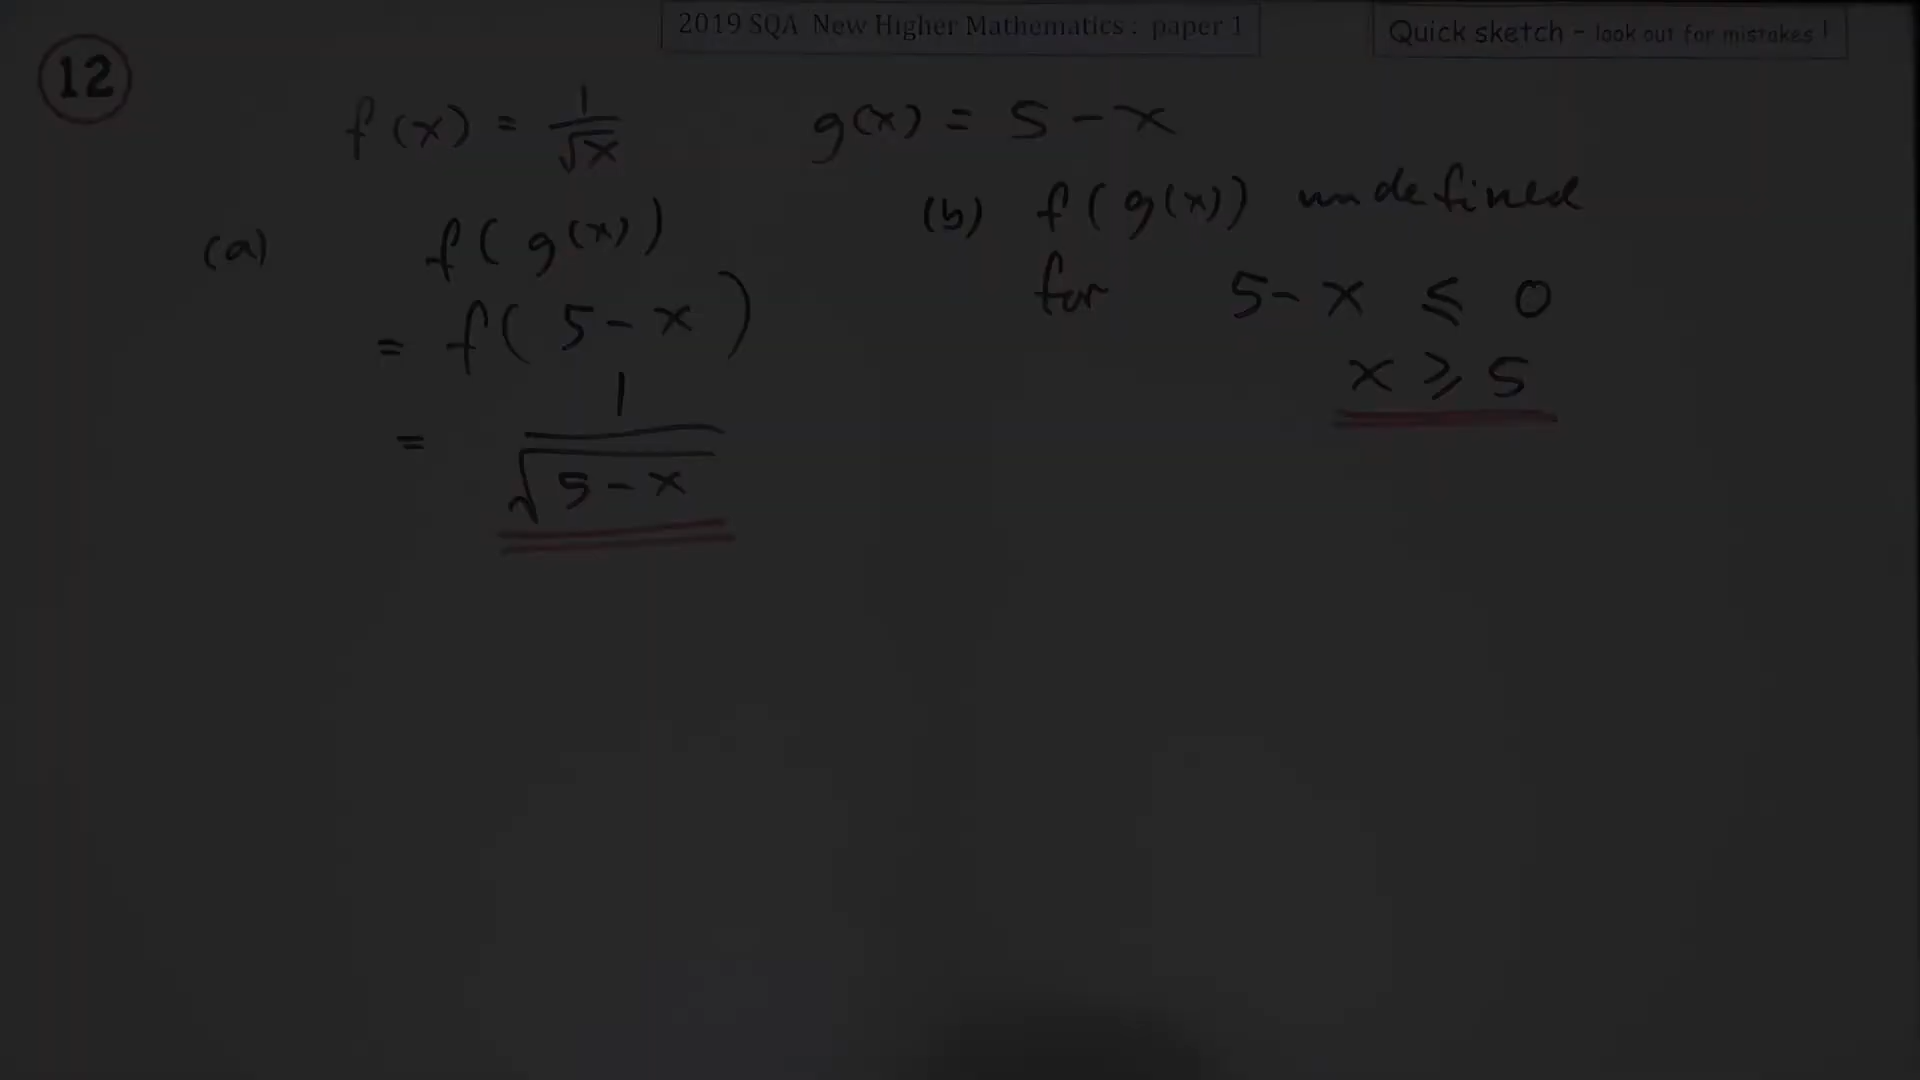 2019 SQA New Higher Mathematics : paper 1
Quick sketch - look out for mistakes !
12
f(x) = 1/√x
g(x) = 5 - x
(a) f(g(x))
= f(5 - x)
= 1/√(5 - x)
(b) f(g(x)) undefined
for 5 - x ≤ 0
x ≥ 5